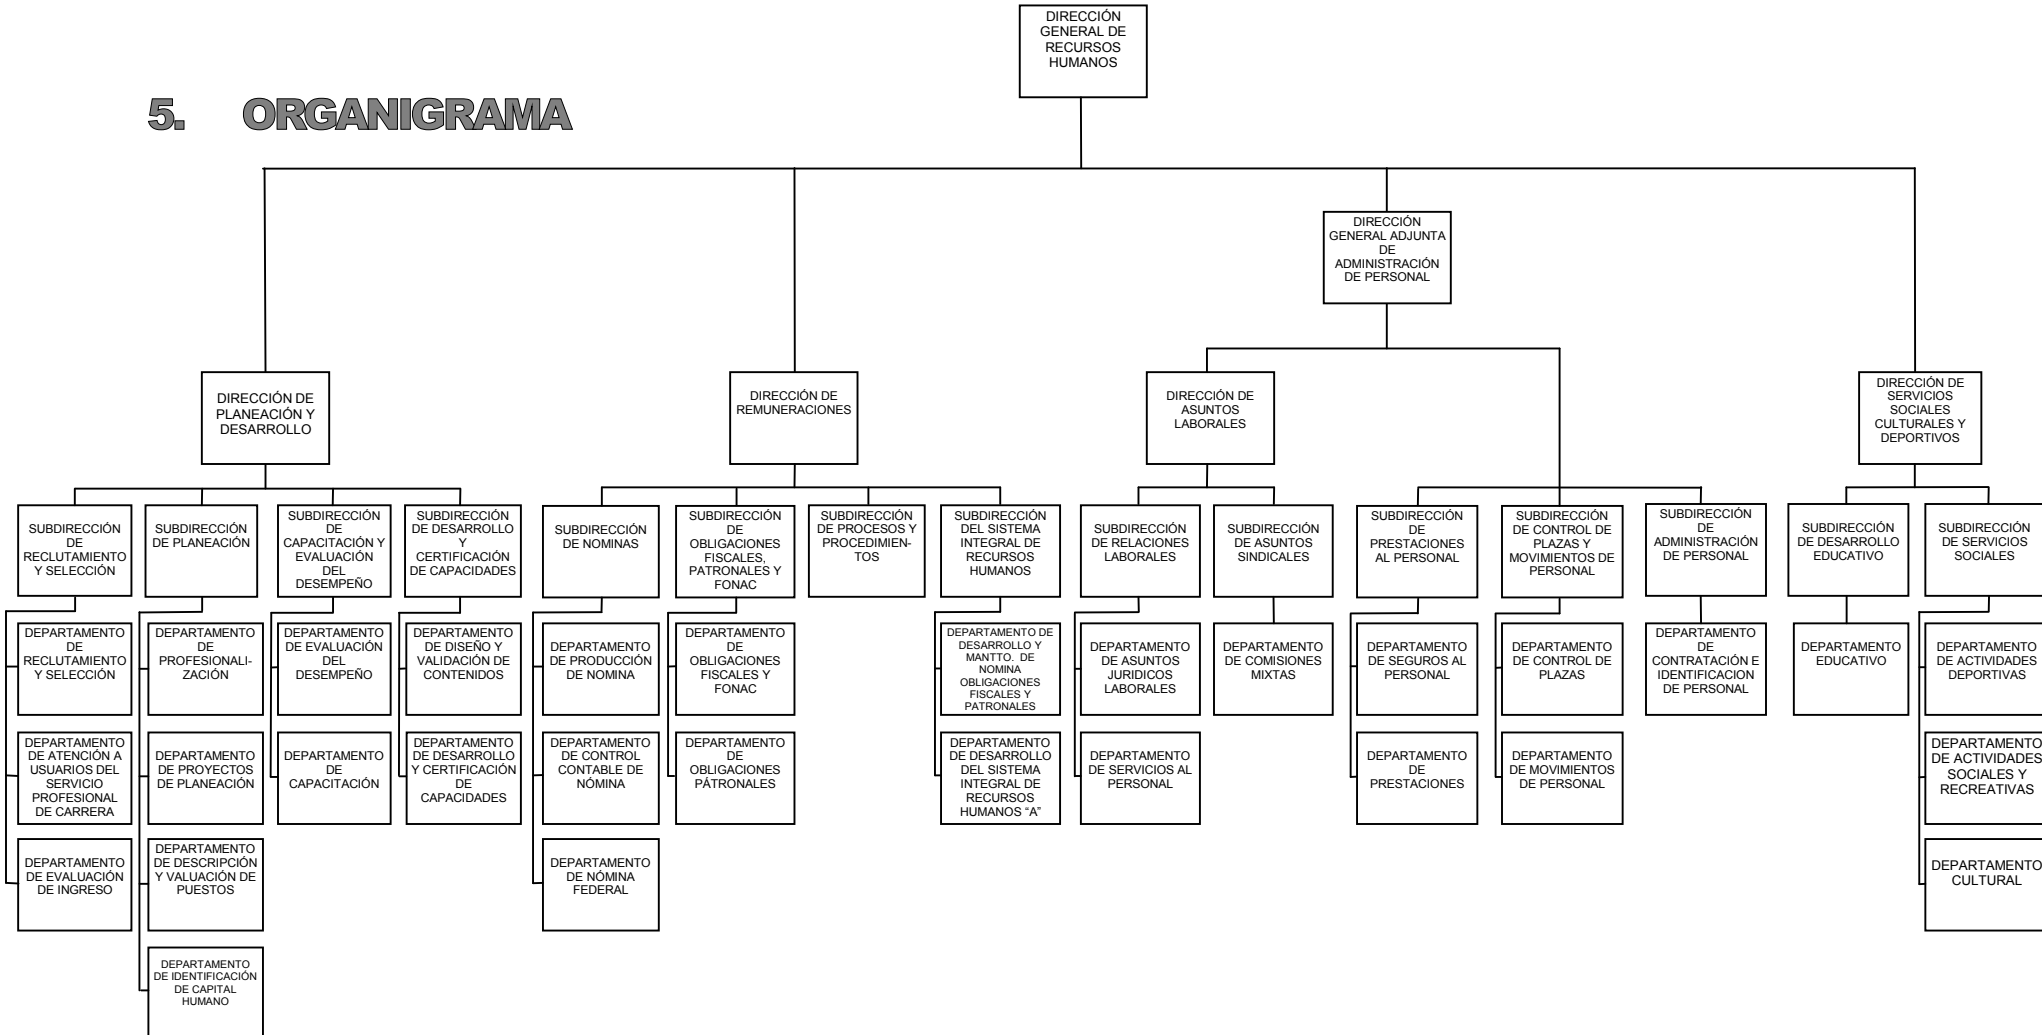 DIRECCIÓN
GENERAL DE
RECURSOS
HUMANOS
5. ORGANIGRAMA
DIRECCIÓN
GENERAL ADJUNTA
DE
ADMINISTRACIÓN
DE PERSONAL
DIRECCIÓN DE
PLANEACIÓN Y
DESARROLLO
DIRECCIÓN DE
REMUNERACIONES
DIRECCIÓN DE
ASUNTOS
LABORALES
DIRECCIÓN DE
SERVICIOS
SOCIALES
CULTURALES Y
DEPORTIVOS
SUBDIRECCIÓN
DE
RECLUTAMIENTO
Y SELECCIÓN
SUBDIRECCIÓN
DE PLANEACIÓN
SUBDIRECCIÓN
DE
CAPACITACIÓN Y
EVALUACIÓN
DEL
DESEMPEÑO
SUBDIRECCIÓN
DE DESARROLLO
Y
CERTIFICACIÓN
DE CAPACIDADES
SUBDIRECCIÓN
DE NOMINAS
SUBDIRECCIÓN
DE
OBLIGACIONES
FISCALES,
PATRONALES Y
FONAC
SUBDIRECCIÓN
DE PROCESOS Y
PROCEDIMIEN-
TOS
SUBDIRECCIÓN
DEL SISTEMA
INTEGRAL DE
RECURSOS
HUMANOS
SUBDIRECCIÓN
DE RELACIONES
LABORALES
SUBDIRECCIÓN
DE ASUNTOS
SINDICALES
SUBDIRECCIÓN
DE
PRESTACIONES
AL PERSONAL
SUBDIRECCIÓN
DE CONTROL DE
PLAZAS Y
MOVIMIENTOS DE
PERSONAL
SUBDIRECCIÓN
DE
ADMINISTRACIÓN
DE PERSONAL
SUBDIRECCIÓN
DE DESARROLLO
EDUCATIVO
SUBDIRECCIÓN
DE SERVICIOS
SOCIALES
DEPARTAMENTO
DE
RECLUTAMIENTO
Y SELECCIÓN
DEPARTAMENTO
DE
PROFESIONALI-
ZACIÓN
DEPARTAMENTO
DE EVALUACIÓN
DEL
DESEMPEÑO
DEPARTAMENTO
DE DISEÑO Y
VALIDACIÓN DE
CONTENIDOS
DEPARTAMENTO
DE PRODUCCIÓN
DE NOMINA
DEPARTAMENTO
DE
OBLIGACIONES
FISCALES Y
FONAC
DEPARTAMENTO DE
DESARROLLO Y
MANTTO. DE
NOMINA
OBLIGACIONES
FISCALES Y
PATRONALES
DEPARTAMENTO
DE ASUNTOS
JURIDICOS
LABORALES
DEPARTAMENTO
DE COMISIONES
MIXTAS
DEPARTAMENTO
DE SEGUROS AL
PERSONAL
DEPARTAMENTO
DE CONTROL DE
PLAZAS
DEPARTAMENTO
DE
CONTRATACIÓN E
IDENTIFICACION
DE PERSONAL
DEPARTAMENTO
EDUCATIVO
DEPARTAMENTO
DE ACTIVIDADES
DEPORTIVAS
DEPARTAMENTO
DE ATENCIÓN A
USUARIOS DEL
SERVICIO
PROFESIONAL
DE CARRERA
DEPARTAMENTO
DE PROYECTOS
DE PLANEACIÓN
DEPARTAMENTO
DE
CAPACITACIÓN
DEPARTAMENTO
DE DESARROLLO
Y CERTIFICACIÓN
DE
CAPACIDADES
DEPARTAMENTO
DE CONTROL
CONTABLE DE
NÓMINA
DEPARTAMENTO
DE
OBLIGACIONES
PÁTRONALES
DEPARTAMENTO
DE DESARROLLO
DEL SISTEMA
INTEGRAL DE
RECURSOS
HUMANOS “A”
DEPARTAMENTO
DE SERVICIOS AL
PERSONAL
DEPARTAMENTO
DE
PRESTACIONES
DEPARTAMENTO
DE MOVIMIENTOS
DE PERSONAL
DEPARTAMENTO
DE ACTIVIDADES
SOCIALES Y
RECREATIVAS
DEPARTAMENTO
DE EVALUACIÓN
DE INGRESO
DEPARTAMENTO
DE DESCRIPCIÓN
Y VALUACIÓN DE
PUESTOS
DEPARTAMENTO
DE NÓMINA
FEDERAL
DEPARTAMENTO
CULTURAL
DEPARTAMENTO
DE IDENTIFICACIÓN
DE CAPITAL
HUMANO